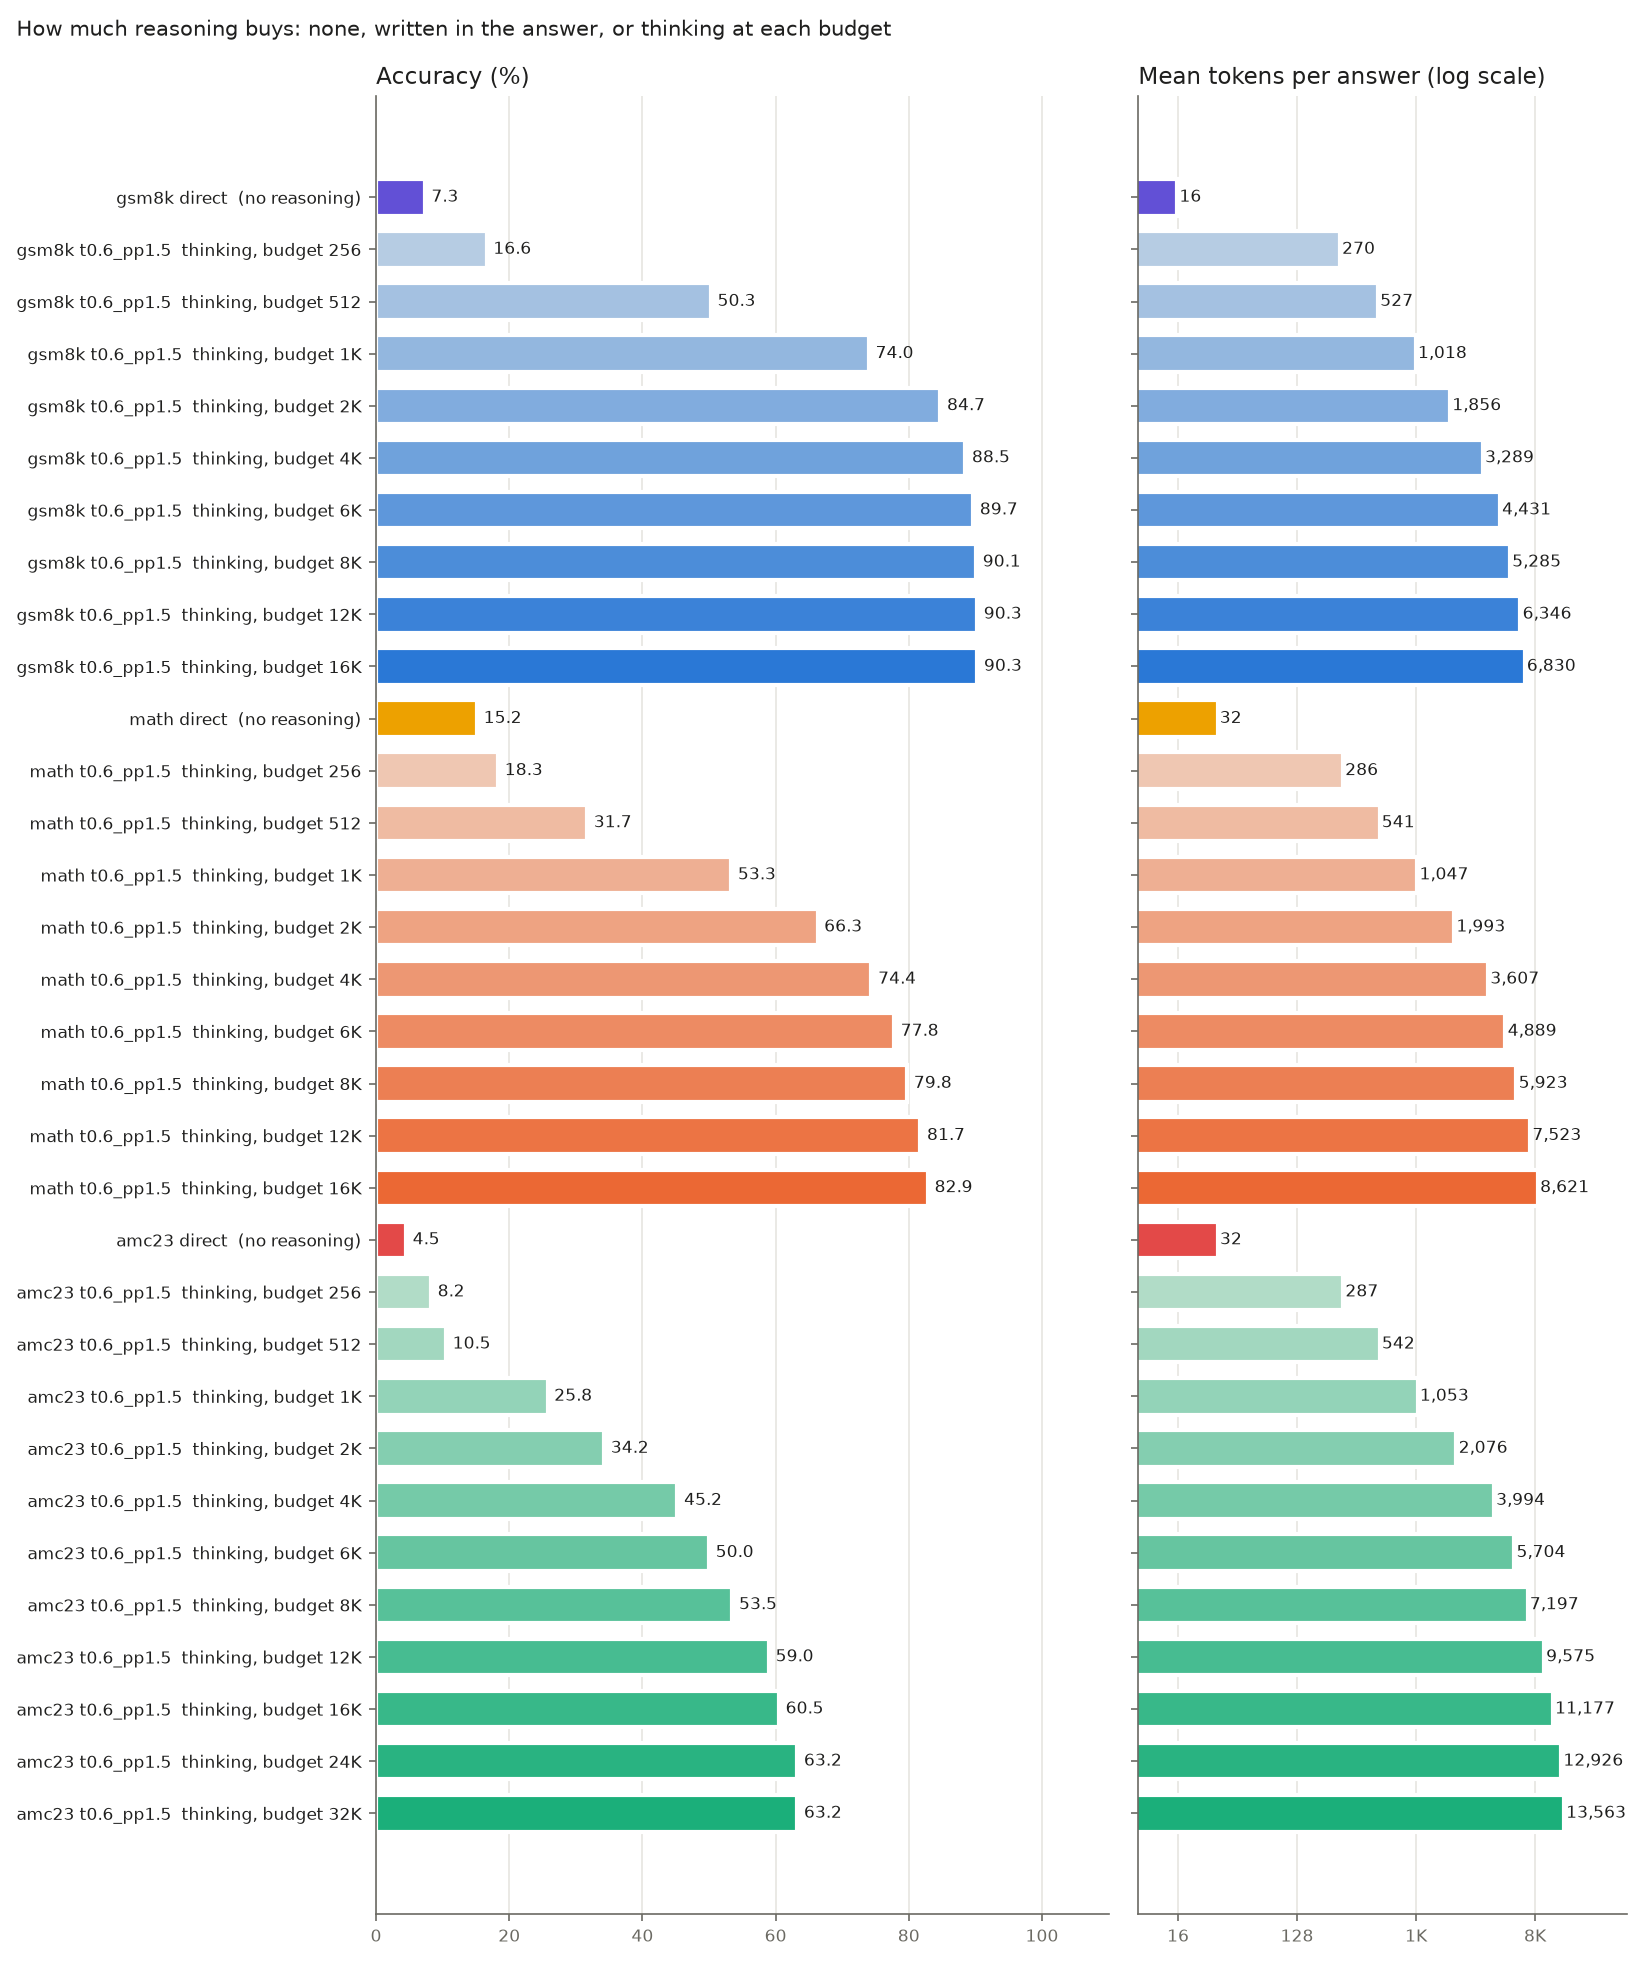 How much reasoning buys: none, written in the answer, or thinking at each budget
Accuracy (%)
Mean tokens per answer (log scale)
gsm8k direct  (no reasoning) 7.3 16
gsm8k t0.6_pp1.5  thinking, budget 256 16.6 270
gsm8k t0.6_pp1.5  thinking, budget 512 50.3 527
gsm8k t0.6_pp1.5  thinking, budget 1K 74.0 1,018
gsm8k t0.6_pp1.5  thinking, budget 2K 84.7 1,856
gsm8k t0.6_pp1.5  thinking, budget 4K 88.5 3,289
gsm8k t0.6_pp1.5  thinking, budget 6K 89.7 4,431
gsm8k t0.6_pp1.5  thinking, budget 8K 90.1 5,285
gsm8k t0.6_pp1.5  thinking, budget 12K 90.3 6,346
gsm8k t0.6_pp1.5  thinking, budget 16K 90.3 6,830
math direct  (no reasoning) 15.2 32
math t0.6_pp1.5  thinking, budget 256 18.3 286
math t0.6_pp1.5  thinking, budget 512 31.7 541
math t0.6_pp1.5  thinking, budget 1K 53.3 1,047
math t0.6_pp1.5  thinking, budget 2K 66.3 1,993
math t0.6_pp1.5  thinking, budget 4K 74.4 3,607
math t0.6_pp1.5  thinking, budget 6K 77.8 4,889
math t0.6_pp1.5  thinking, budget 8K 79.8 5,923
math t0.6_pp1.5  thinking, budget 12K 81.7 7,523
math t0.6_pp1.5  thinking, budget 16K 82.9 8,621
amc23 direct  (no reasoning) 4.5 32
amc23 t0.6_pp1.5  thinking, budget 256 8.2 287
amc23 t0.6_pp1.5  thinking, budget 512 10.5 542
amc23 t0.6_pp1.5  thinking, budget 1K 25.8 1,053
amc23 t0.6_pp1.5  thinking, budget 2K 34.2 2,076
amc23 t0.6_pp1.5  thinking, budget 4K 45.2 3,994
amc23 t0.6_pp1.5  thinking, budget 6K 50.0 5,704
amc23 t0.6_pp1.5  thinking, budget 8K 53.5 7,197
amc23 t0.6_pp1.5  thinking, budget 12K 59.0 9,575
amc23 t0.6_pp1.5  thinking, budget 16K 60.5 11,177
amc23 t0.6_pp1.5  thinking, budget 24K 63.2 12,926
amc23 t0.6_pp1.5  thinking, budget 32K 63.2 13,563
0 20 40 60 80 100
16 128 1K 8K